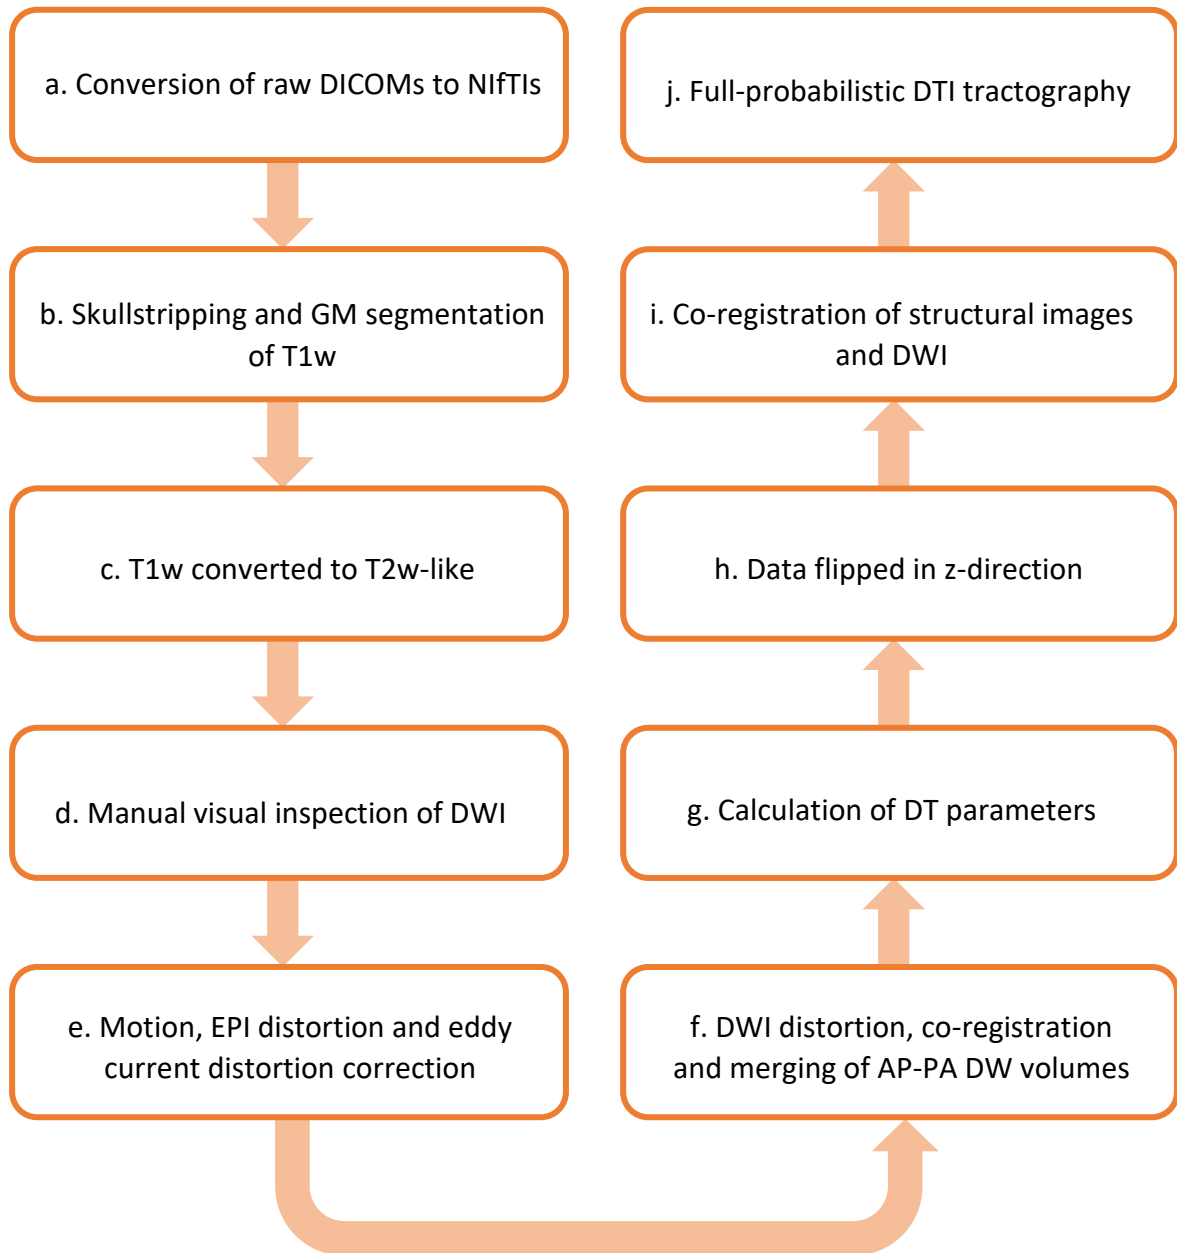 a. Conversion of raw DICOMs to NIfTIs
b. Skullstripping and GM segmentation
of T1w
c. T1w converted to T2w-like
d. Manual visual inspection of DWI
e. Motion, EPI distortion and eddy
current distortion correction
f. DWI distortion, co-registration
and merging of AP-PA DW volumes
g. Calculation of DT parameters
h. Data flipped in z-direction
i. Co-registration of structural images
and DWI
j. Full-probabilistic DTI tractography